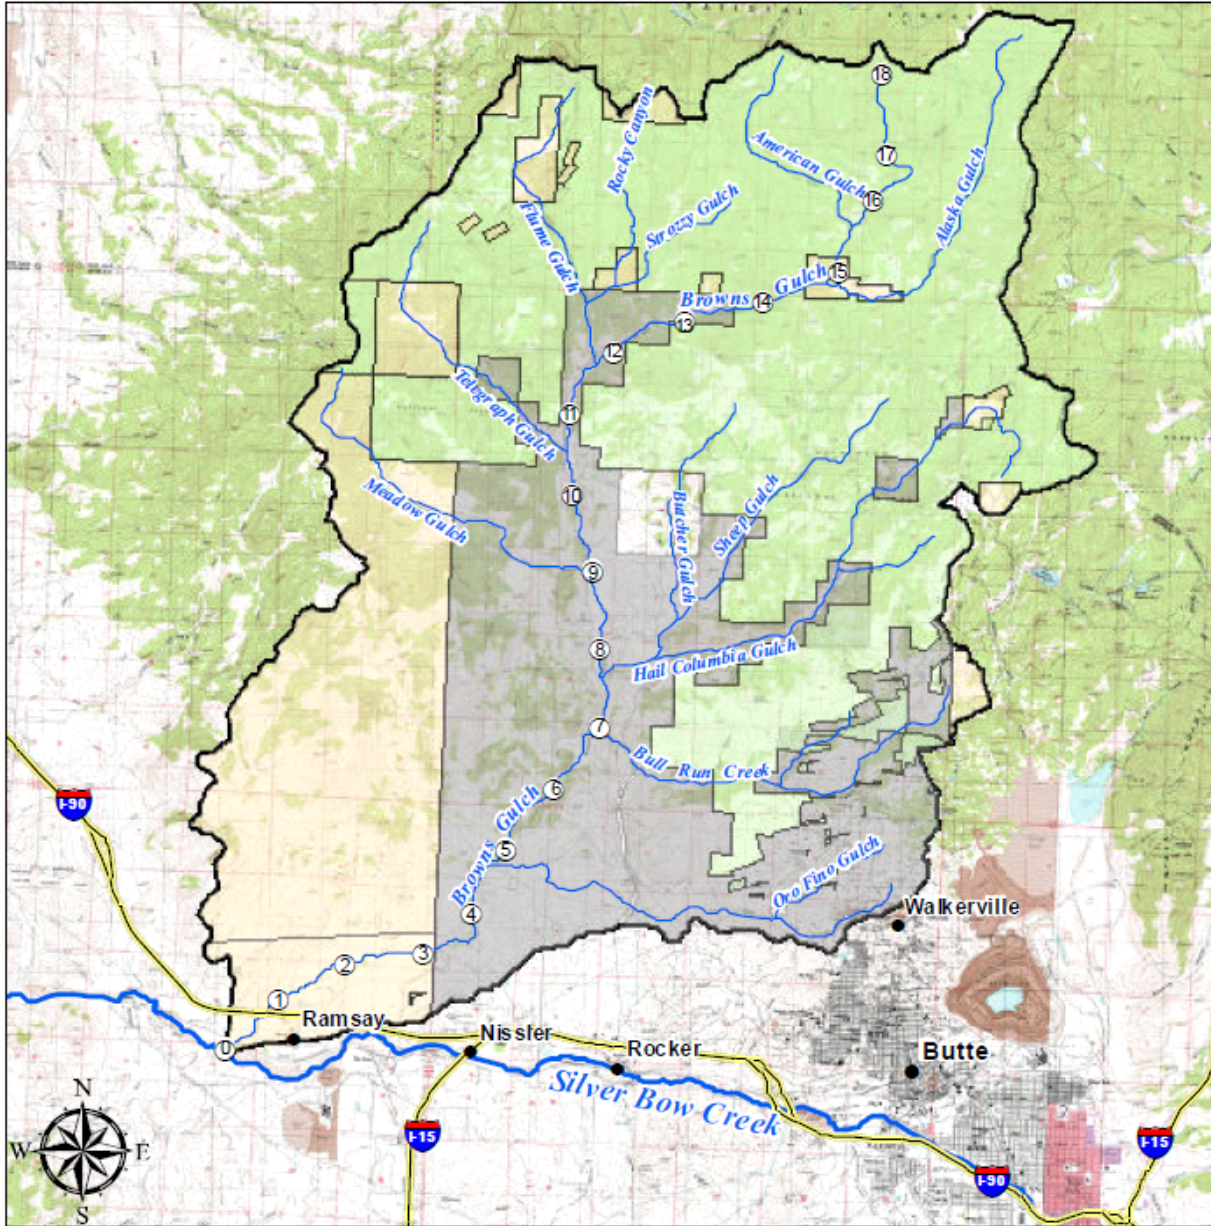 18
Rocky Canyon
American Gulch
17
16
Alaska Gulch
Flume Gulch
Strozzy Gulch
15
Browns Gulch
14
13
12
Telegraph Gulch
11
10
Meadow Gulch
Butcher Gulch
Sheep Gulch
9
8
Hail Columbia Gulch
7
Bull Run Creek
I-90
6
Browns Gulch
5
Oro Fino Gulch
4
Walkerville
3
2
1
Ramsay
0
Nissler
Rocker
Butte
Silver Bow Creek
N
W
E
S
I-15
I-15
I-90